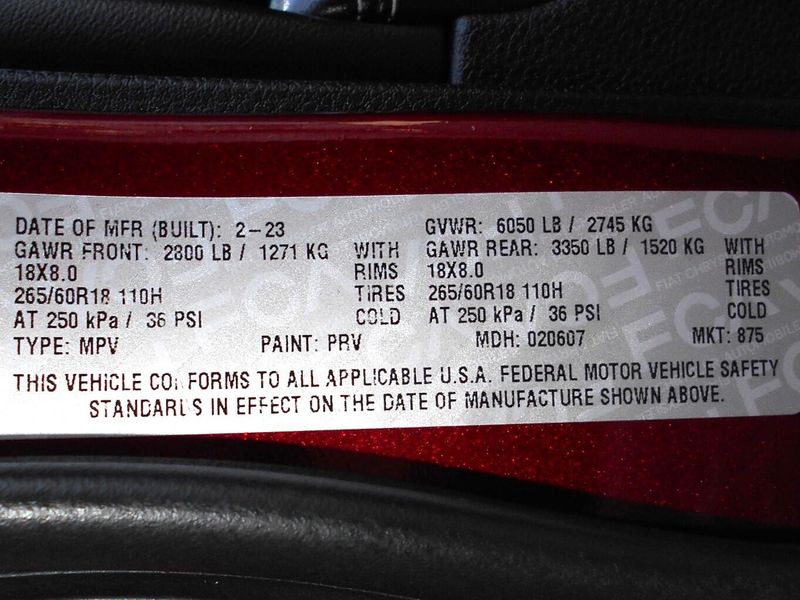 DATE OF MFR (BUILT): 2-23 GVWR: 6050 LB / 2745 KG
GAWR FRONT: 2800 LB / 1271 KG WITH GAWR REAR: 3350 LB / 1520 KG WITH
18X8.0 RIMS 18X8.0 RIMS
265/60R18 110H TIRES 265/60R18 110H TIRES
AT 250 kPa / 36 PSI COLD AT 250 kPa / 36 PSI COLD
TYPE: MPV PAINT: PRV MDH: 020607 MKT: 875
THIS VEHICLE CONFORMS TO ALL APPLICABLE U.S.A. FEDERAL MOTOR VEHICLE SAFETY
STANDARDS IN EFFECT ON THE DATE OF MANUFACTURE SHOWN ABOVE.